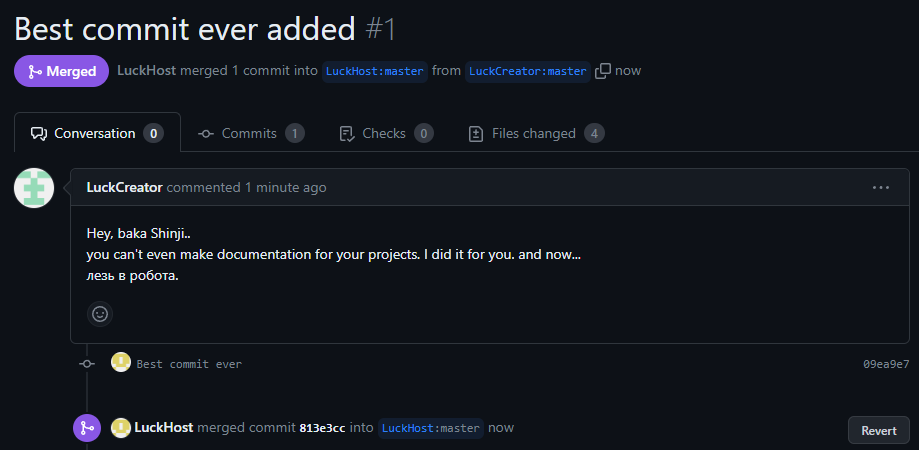 Best commit ever added #1
Merged LuckHost merged 1 commit into LuckHost:master from LuckCreator:master now
Conversation 0 Commits 1 Checks 0 Files changed 4
LuckCreator commented 1 minute ago
Hey, baka Shinji..
you can't even make documentation for your projects. I did it for you. and now...
лезь в робота.
Best commit ever 09ea9e7
LuckHost merged commit 813e3cc into LuckHost:master now
Revert